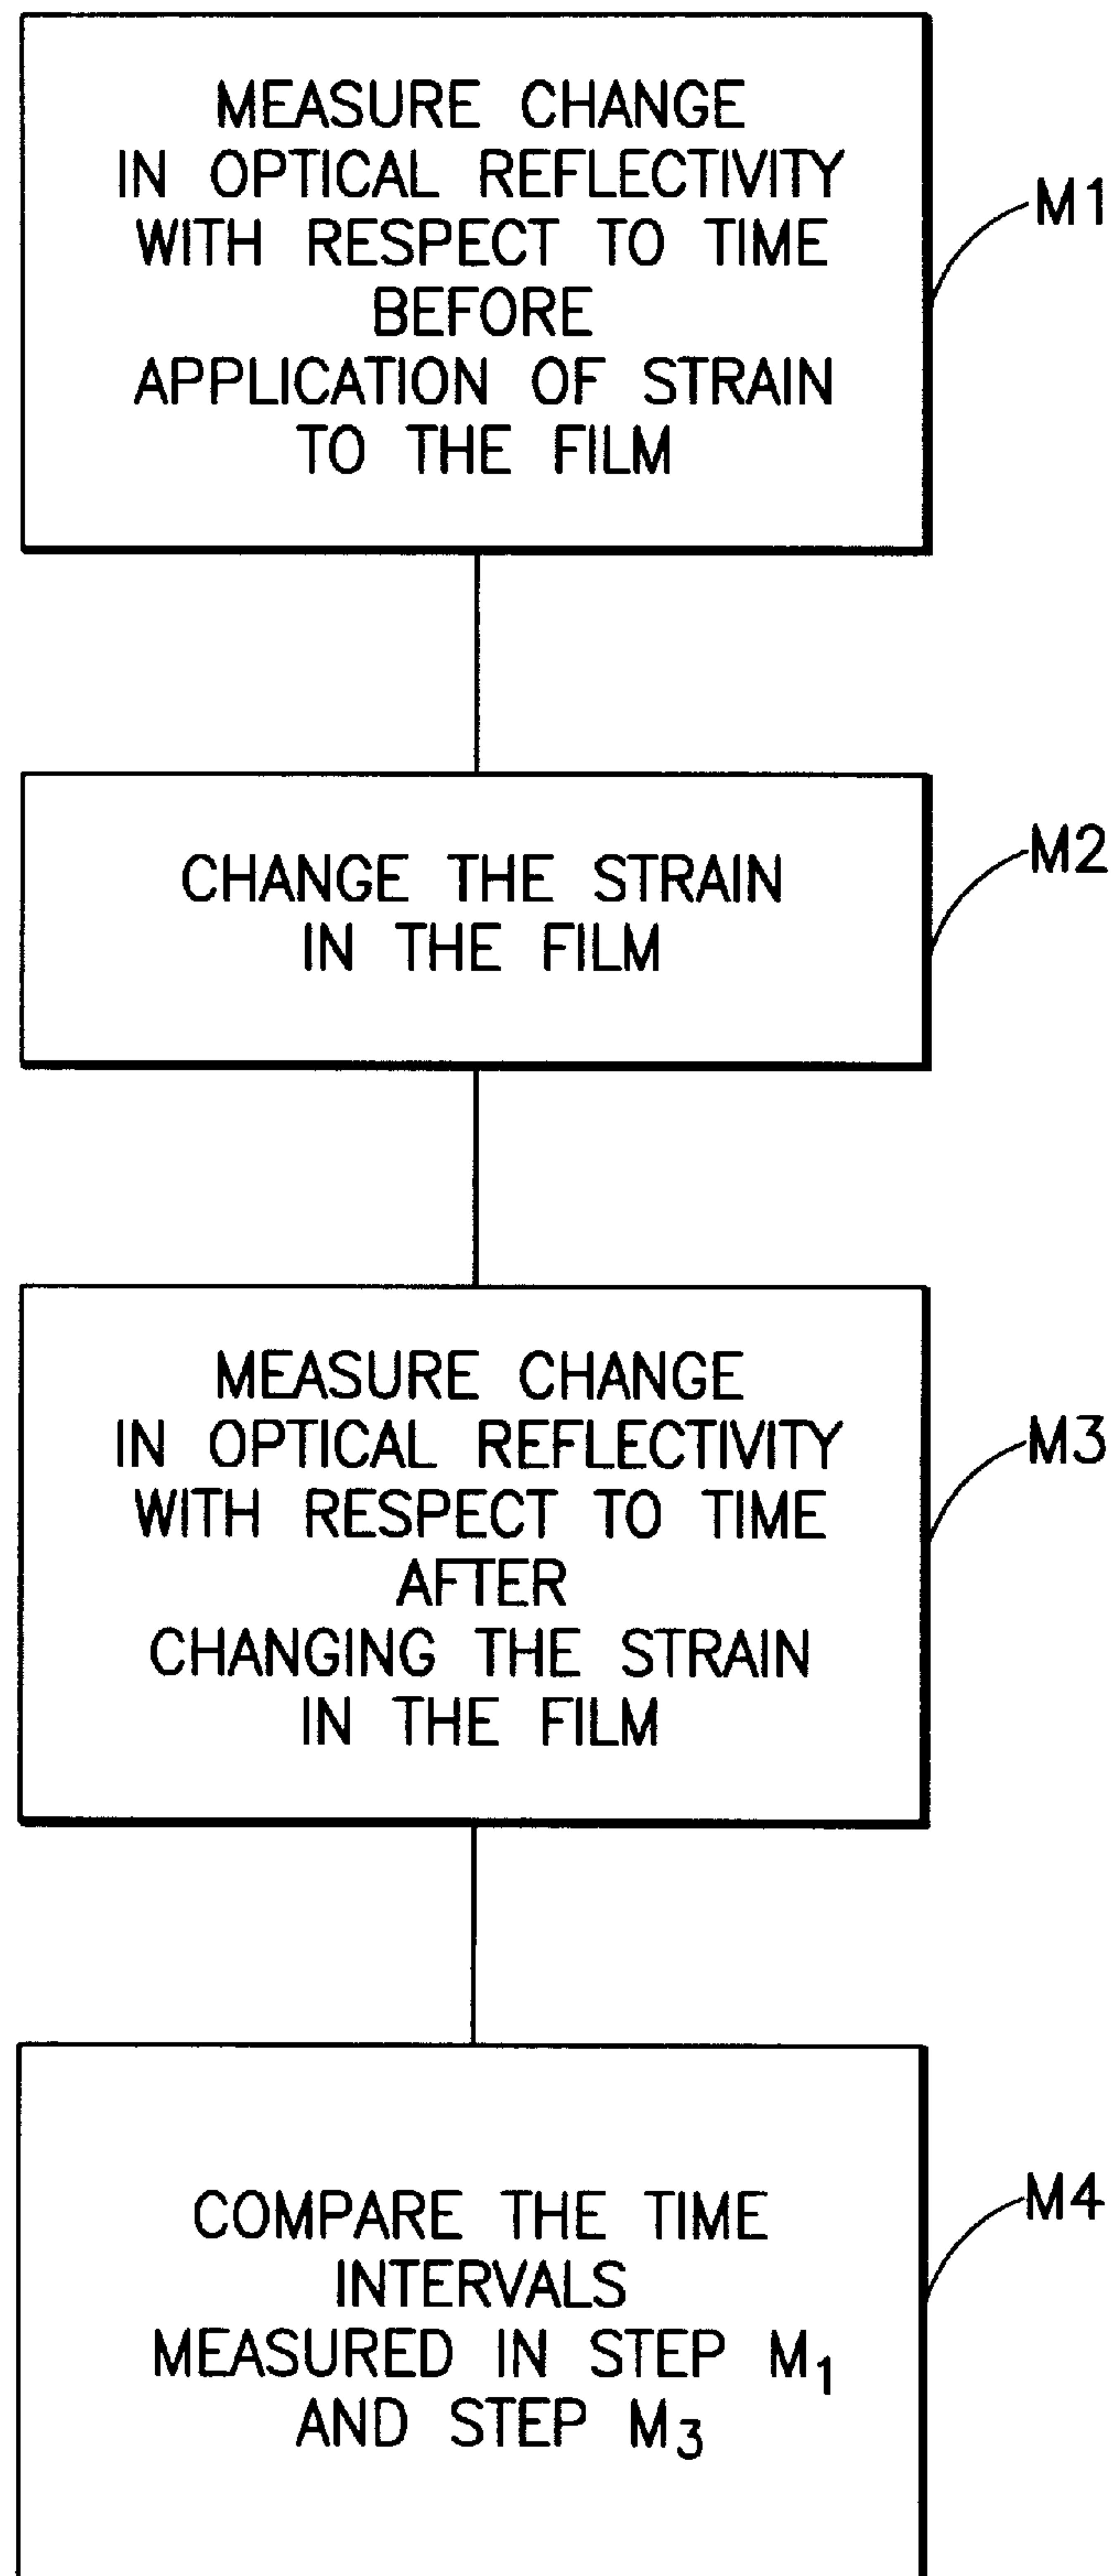 MEASURE CHANGE
IN OPTICAL REFLECTIVITY
WITH RESPECT TO TIME
BEFORE
APPLICATION OF STRAIN
TO THE FILM
M1
CHANGE THE STRAIN
IN THE FILM
M2
MEASURE CHANGE
IN OPTICAL REFLECTIVITY
WITH RESPECT TO TIME
AFTER
CHANGING THE STRAIN
IN THE FILM
M3
COMPARE THE TIME
INTERVALS
MEASURED IN STEP M₁
AND STEP M₃
M4